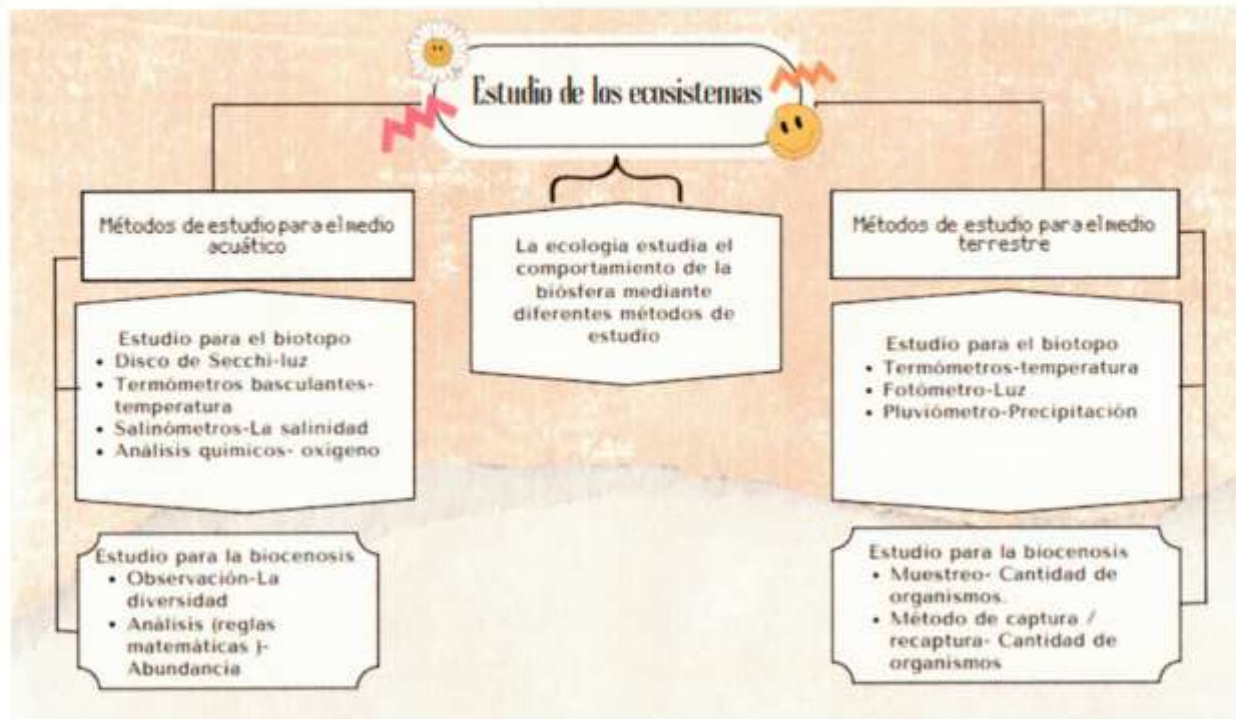 Estudio de los ecosistemas
Métodos de estudio para el medio
acuático
Estudio para el biotopo
• Disco de Secchi-luz
• Termómetros basculantes-
temperatura
• Salinómetros-La salinidad
• Análisis químicos- oxigeno
Estudio para la biocenosis
• Observación-La
diversidad
• Análisis (reglas
matemáticas )-
Abundancia
La ecología estudia el
comportamiento de la
biósfera mediante
diferentes métodos de
estudio
Métodos de estudio para el medio
terrestre
Estudio para el biotopo
• Termómetros-temperatura
• Fotómetro-Luz
• Pluviómetro-Precipitación
Estudio para la biocenosis
• Muestreo- Cantidad de
organismos.
• Método de captura /
recaptura- Cantidad de
organismos